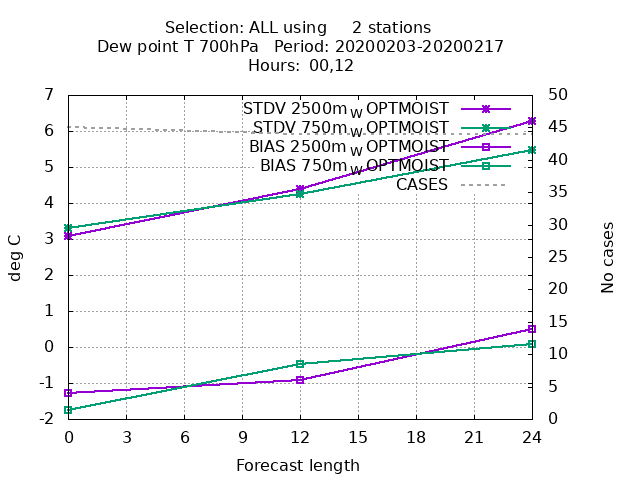 Selection: ALL using 2 stations
Dew point T 700hPa Period: 20200203-20200217
Hours: 00,12
STDV 2500m_W OPTMOIST
STDV 750m_W OPTMOIST
BIAS 2500m_W OPTMOIST
BIAS 750m_W OPTMOIST
CASES
deg C
7
6
5
4
3
2
1
0
-1
-2
50
45
40
35
30
25
20
15
10
5
0
No cases
0 3 6 9 12 15 18 21 24
Forecast length